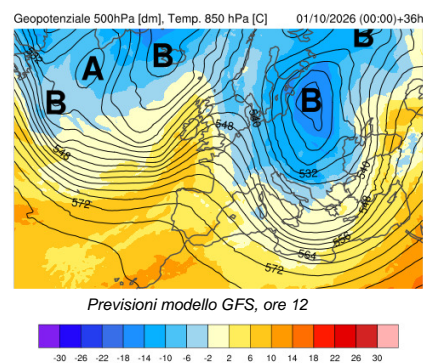 Geopotenziale 500hPa [dm], Temp. 850 hPa [C] 01/10/2026 (00:00)+36h
B
B
A
B
B
548
540
548
532
540
548
572
556
564
572
Previsioni modello GFS, ore 12
-30 -26 -22 -18 -14 -10 -6 -2 2 6 10 14 18 22 26 30